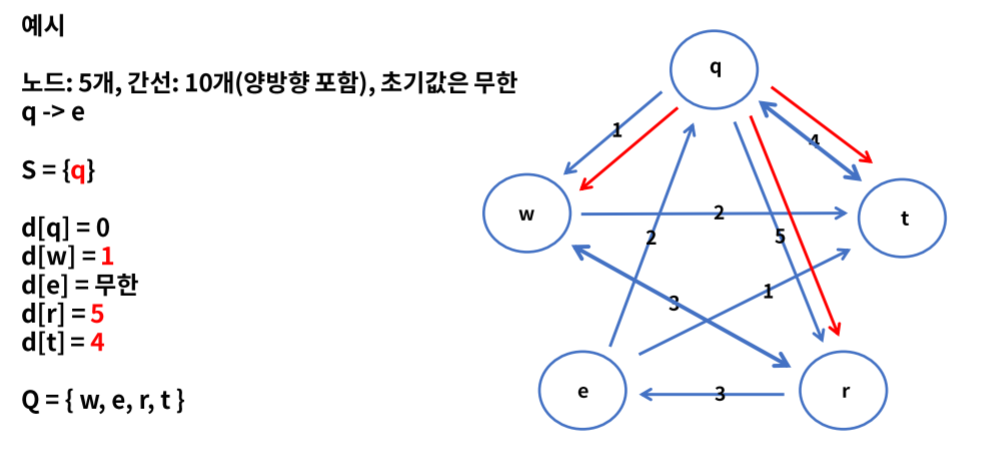 예시
노드: 5개, 간선: 10개(양방향 포함), 초기값은 무한
q -> e
S = {q}
d[q] = 0
d[w] = 1
d[e] = 무한
d[r] = 5
d[t] = 4
Q = { w, e, r, t }
q
1
4
w
2
t
2
5
3
1
e
3
r